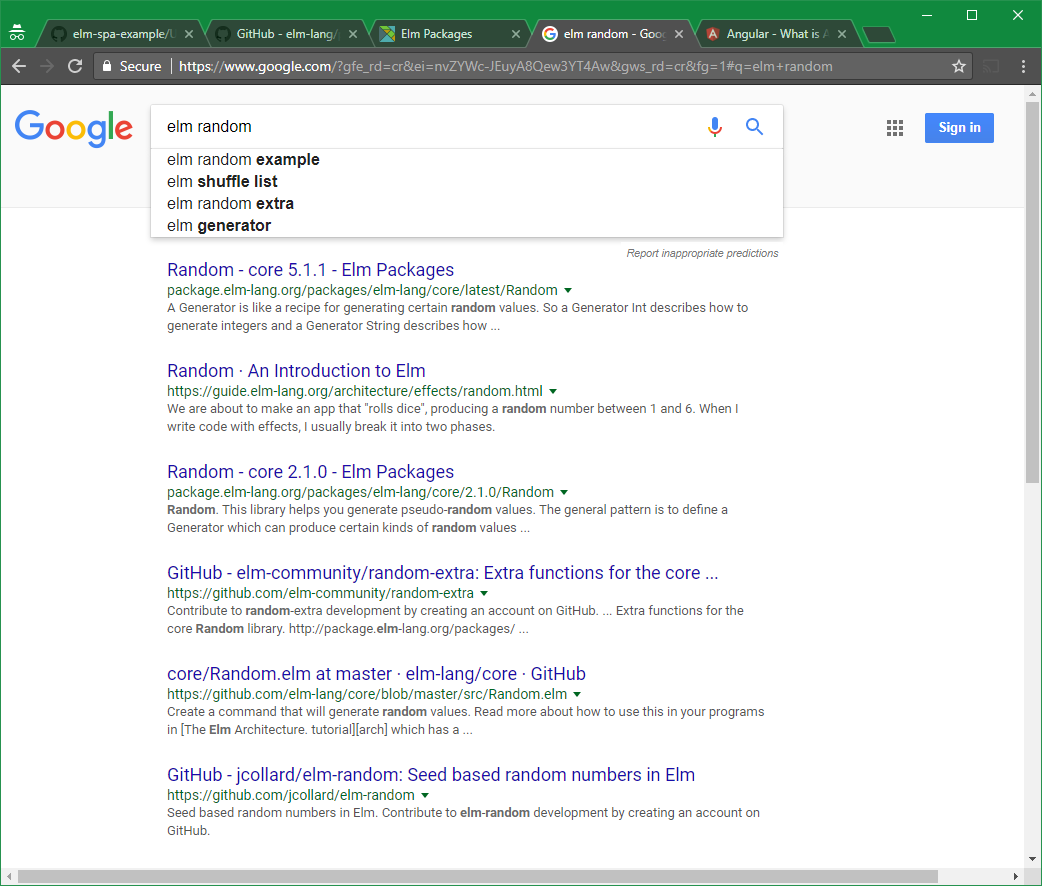 elm-spa-example/
GitHub - elm-lang/
Elm Packages
elm random - Goo
Angular - What is
Secure
https://www.google.com/?gfe_rd=cr&ei=nvZYWc-JEuyA8Qew3YT4Aw&gws_rd=cr&fg=1#q=elm+random
Google
elm random
Sign in
elm random example
elm shuffle list
elm random extra
elm generator
Report inappropriate predictions
Random - core 5.1.1 - Elm Packages
package.elm-lang.org/packages/elm-lang/core/latest/Random
A Generator is like a recipe for generating certain random values. So a Generator Int describes how to
generate integers and a Generator String describes how ...
Random · An Introduction to Elm
https://guide.elm-lang.org/architecture/effects/random.html
We are about to make an app that "rolls dice", producing a random number between 1 and 6. When I
write code with effects, I usually break it into two phases.
Random - core 2.1.0 - Elm Packages
package.elm-lang.org/packages/elm-lang/core/2.1.0/Random
Random. This library helps you generate pseudo-random values. The general pattern is to define a
Generator which can produce certain kinds of random values ...
GitHub - elm-community/random-extra: Extra functions for the core ...
https://github.com/elm-community/random-extra
Contribute to random-extra development by creating an account on GitHub. ... Extra functions for the
core Random library. http://package.elm-lang.org/packages/ ...
core/Random.elm at master · elm-lang/core · GitHub
https://github.com/elm-lang/core/blob/master/src/Random.elm
Create a command that will generate random values. Read more about how to use this in your programs
in [The Elm Architecture. tutorial][arch] which has a ...
GitHub - jcollard/elm-random: Seed based random numbers in Elm
https://github.com/jcollard/elm-random
Seed based random numbers in Elm. Contribute to elm-random development by creating an account on
GitHub.